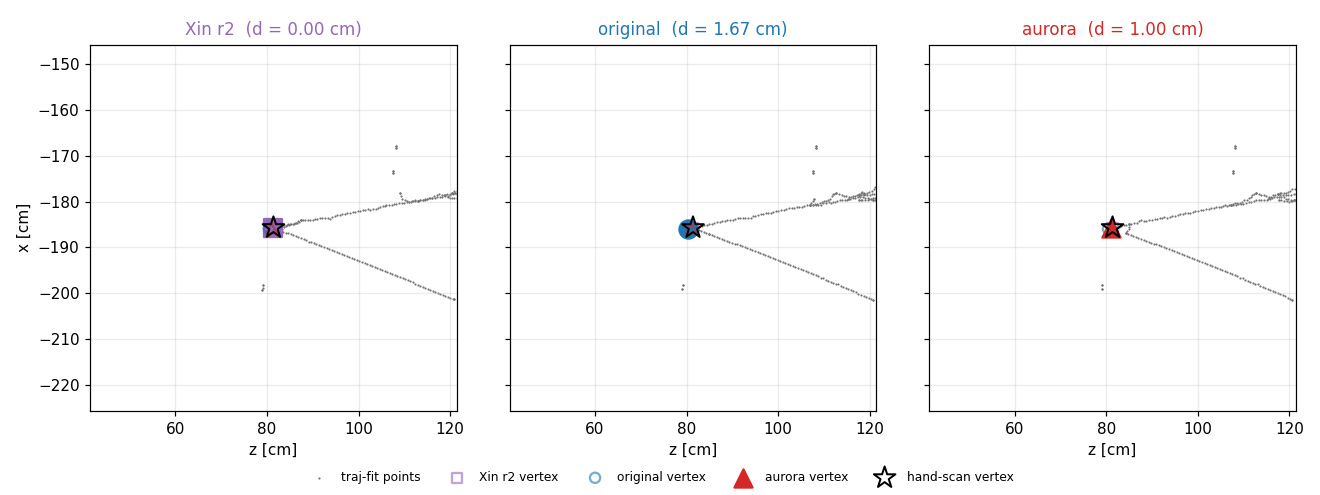 Xin r2  (d = 0.00 cm)
original  (d = 1.67 cm)
aurora  (d = 1.00 cm)
x [cm]
−150
−160
−170
−180
−190
−200
−210
−220
60 80 100 120
60 80 100 120
60 80 100 120
z [cm]
z [cm]
z [cm]
traj-fit points
Xin r2 vertex
original vertex
aurora vertex
hand-scan vertex